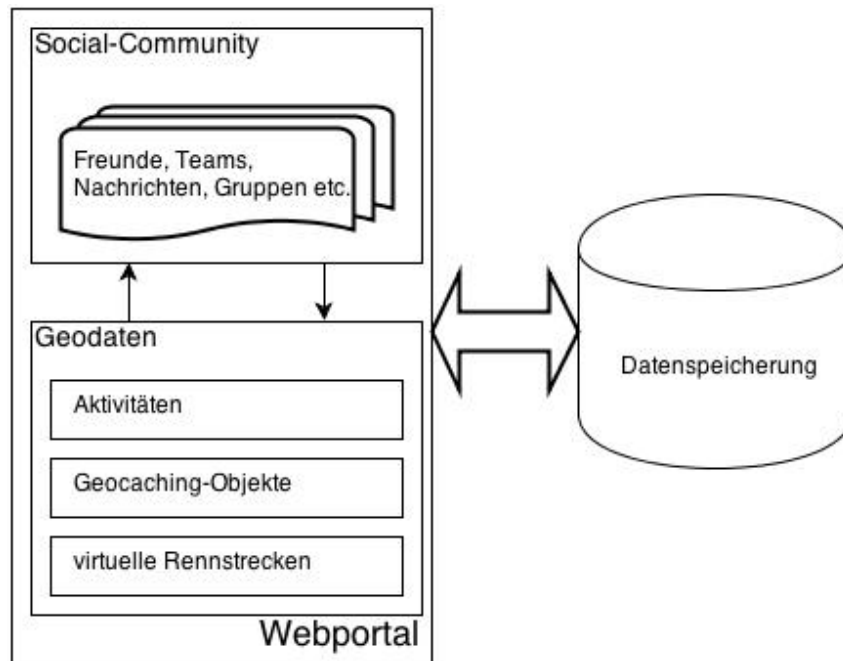 Social-Community
Freunde, Teams,
Nachrichten, Gruppen etc.
Geodaten
Aktivitäten
Geocaching-Objekte
virtuelle Rennstrecken
Webportal
Datenspeicherung